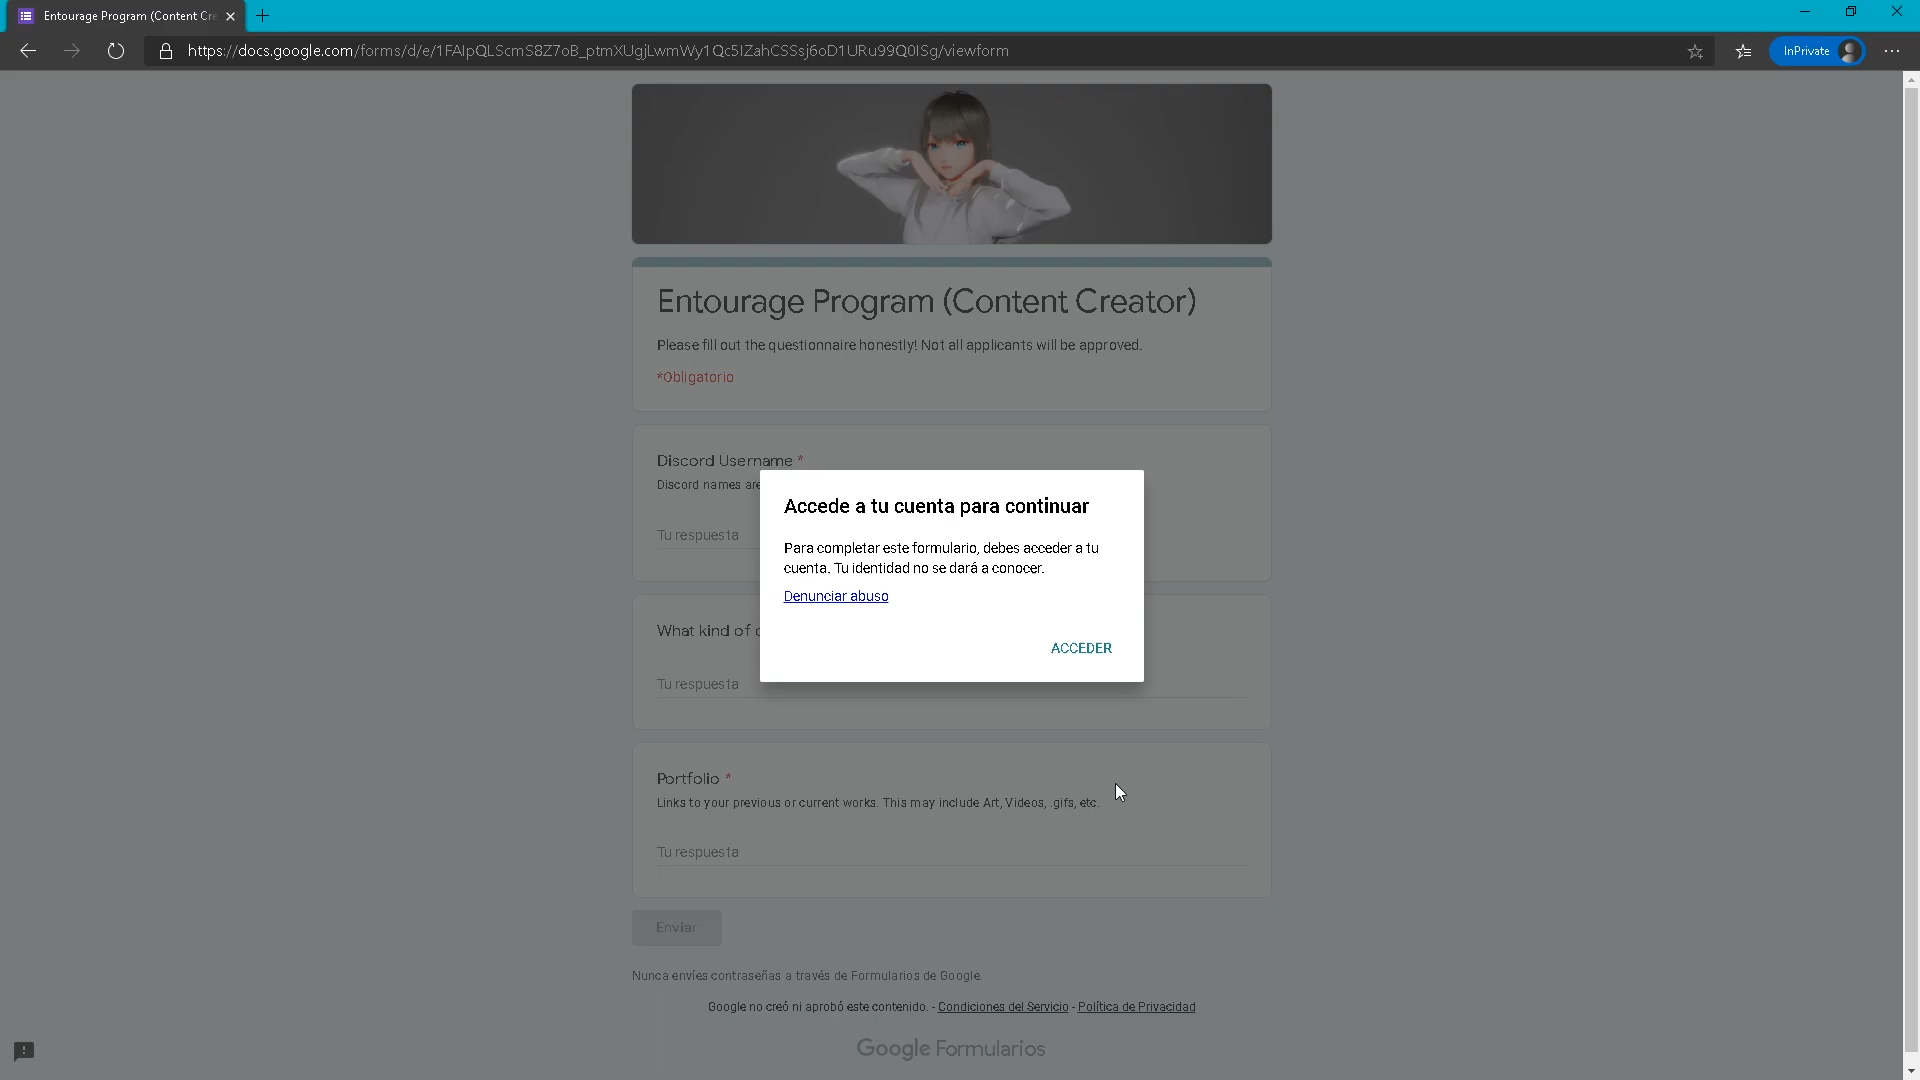 Entourage Program (Content Cre
https://docs.google.com/forms/d/e/1FAIpQLScmS8Z7oB_ptmXUgjLwmWy1Qc5IZahCSSsj6oD1URu99Q0ISg/viewform
InPrivate
Entourage Program (Content Creator)
Please fill out the questionnaire honestly! Not all applicants will be approved.
*Obligatorio
Discord Username *
Discord names are
Tu respuesta
Accede a tu cuenta para continuar
Para completar este formulario, debes acceder a tu
cuenta. Tu identidad no se dará a conocer.
Denunciar abuso
ACCEDER
What kind of
Tu respuesta
Portfolio *
Links to your previous or current works. This may include Art, Videos, .gifs, etc.
Tu respuesta
Enviar
Nunca envíes contraseñas a través de Formularios de Google.
Google no creó ni aprobó este contenido. - Condiciones del Servicio - Política de Privacidad
Google Formularios